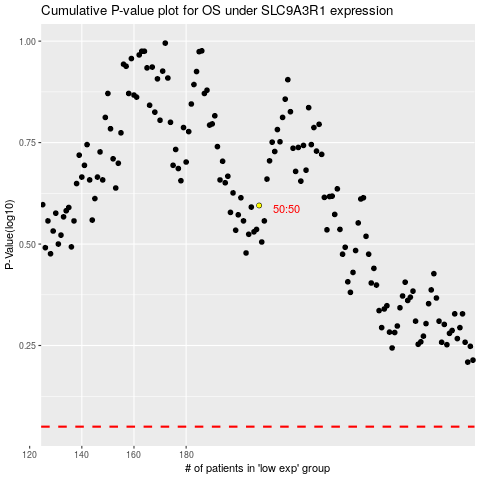 Cumulative P-value plot for OS under SLC9A3R1 expression
P-Value(log10)
1.00
0.75
0.50
0.25
50:50
120 140 160 180
# of patients in 'low exp' group